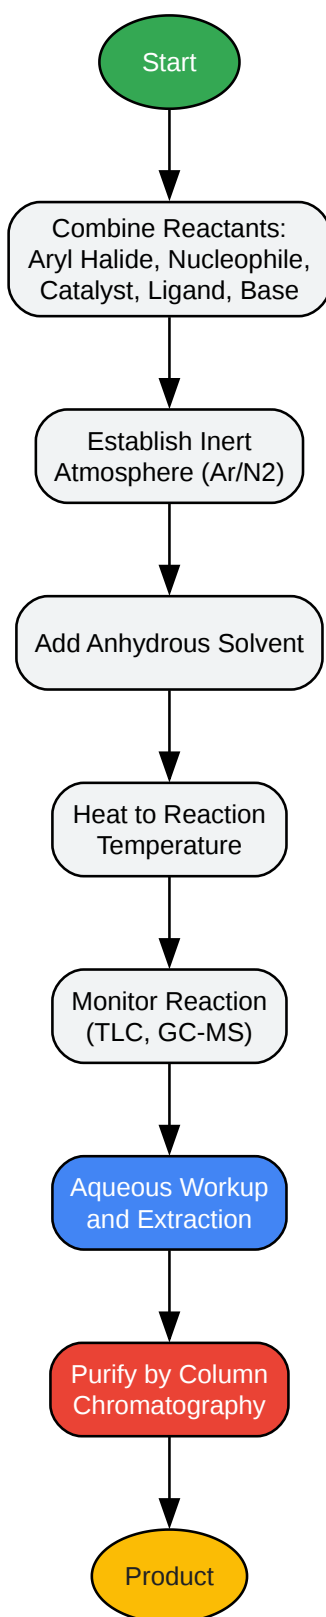 Start
Combine Reactants:
Aryl Halide, Nucleophile,
Catalyst, Ligand, Base
Establish Inert
Atmosphere (Ar/N2)
Add Anhydrous Solvent
Heat to Reaction
Temperature
Monitor Reaction
(TLC, GC-MS)
Aqueous Workup
and Extraction
Purify by Column
Chromatography
Product